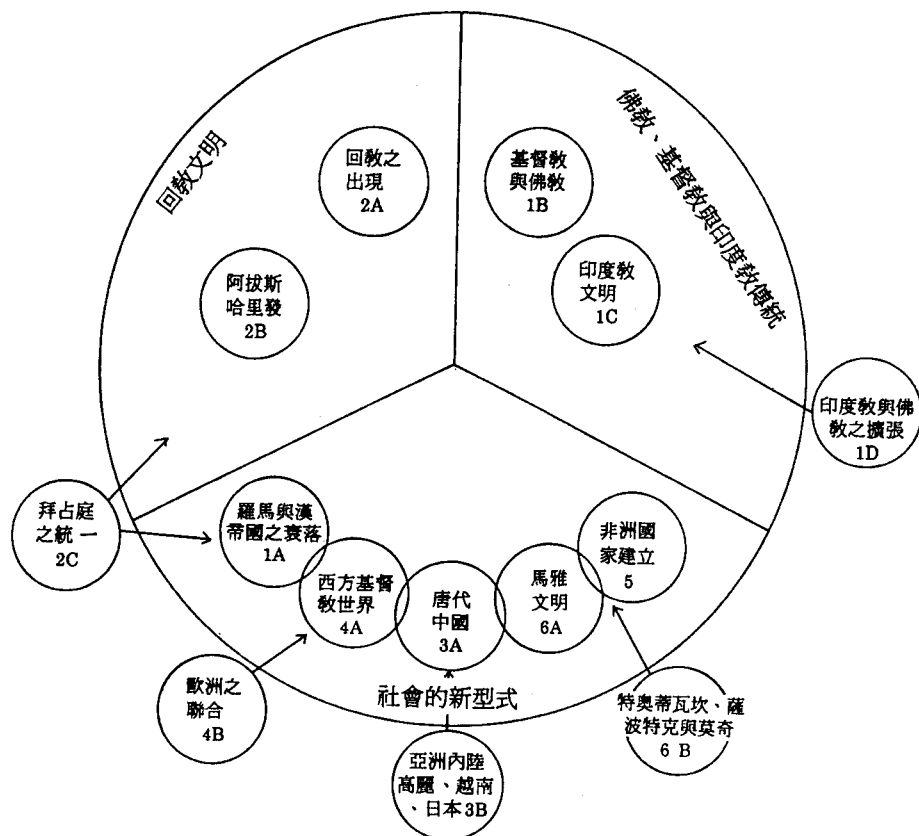 回教文明
佛教、基督教與印度教傳統
回教之
出現
2A
基督教
與佛教
1B
阿拔斯
哈里發
2B
印度教
文明
1C
印度教與佛
教之擴張
1D
拜占庭
之統一
2C
羅馬與漢
帝國之衰落
1A
西方基督
教世界
4A
唐代
中國
3A
馬雅
文明
6A
非洲國
家建立
5
社會的新型式
歐洲之
聯合
4B
亞洲內陸
高麗、越南
、日本3B
特奧蒂瓦坎、薩
波特克與莫奇
6 B